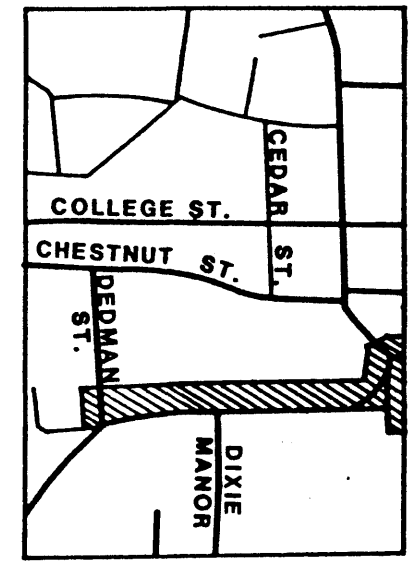 COLLEGE ST.
CEDAR ST.
CHESTNUT ST.
DEDMAN
ST.
DIXIE
MANOR